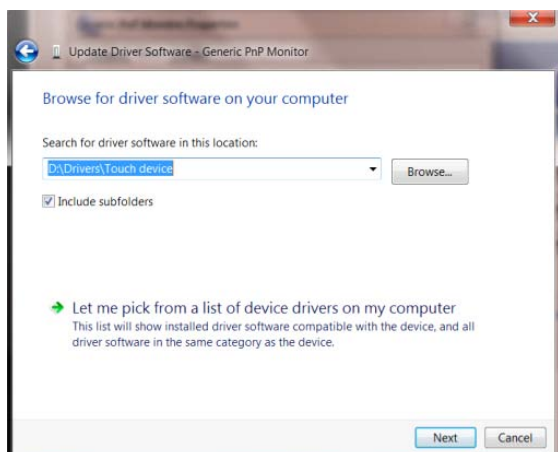 Update Driver Software - Generic PnP Monitor
Browse for driver software on your computer
Search for driver software in this location:
D:\Drivers\Touch device
Browse...
Include subfolders
Let me pick from a list of device drivers on my computer
This list will show installed driver software compatible with the device, and all
driver software in the same category as the device.
Next
Cancel